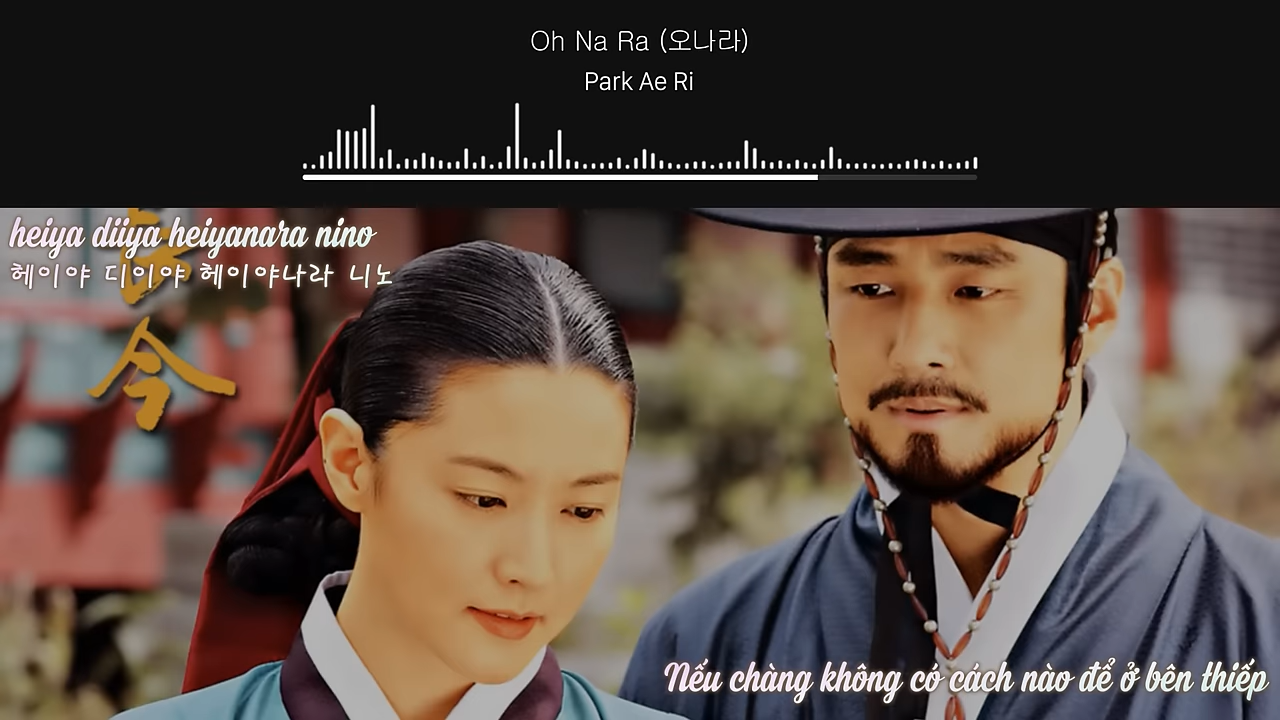 Oh Na Ra (오나라)
Park Ae Ri
heiya diiya heiyanara nino
헤이야 디이야 헤이야나라 니노
今
Nếu chàng không có cách nào để ở bên thiếp